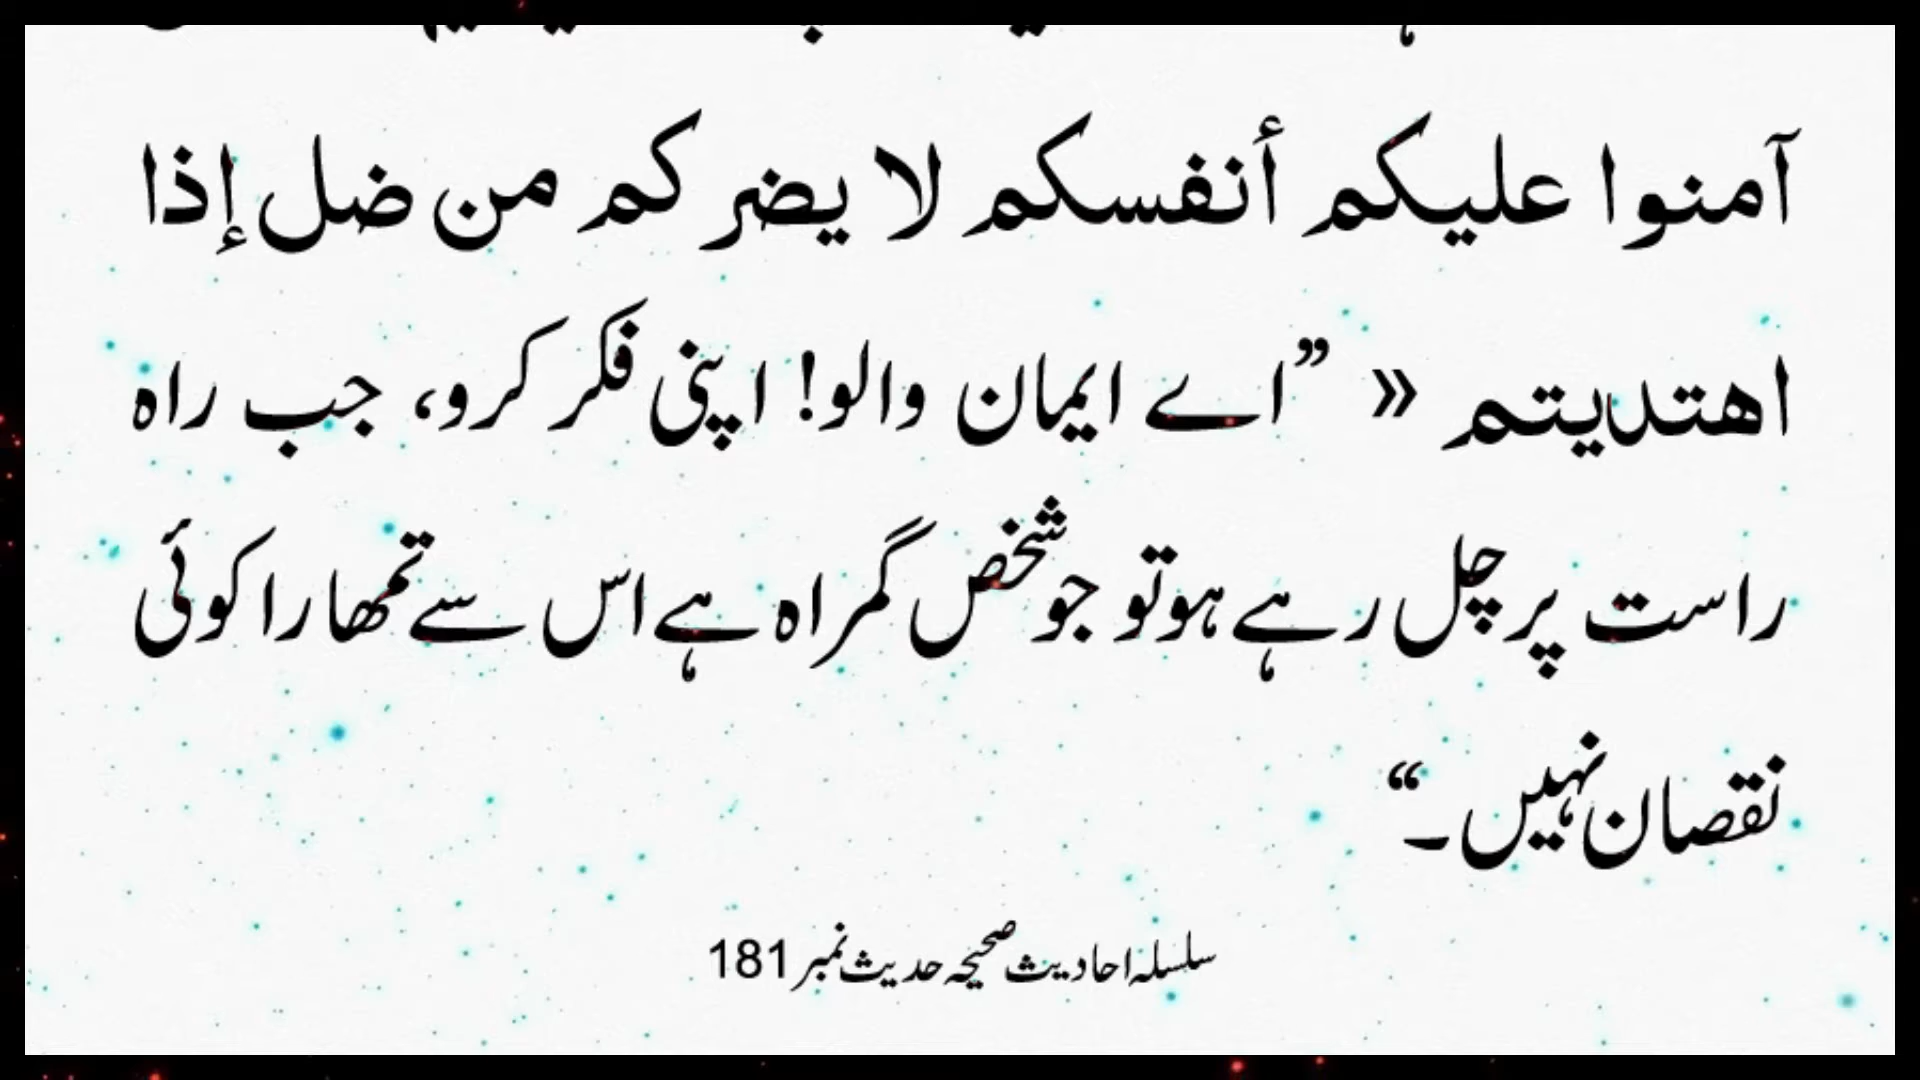 آمنوا عليكم أنفسكم لا يضركم من ضل إذا
اهتديتم » ”اے ایمان والو! اپنی فکر کرو، جب راہ
راست پر چل رہے ہو تو جو شخص گمراہ ہے اس سے تمھارا کوئی
نقصان نہیں۔“
سلسلہ احادیث صحیحہ حدیث نمبر 181